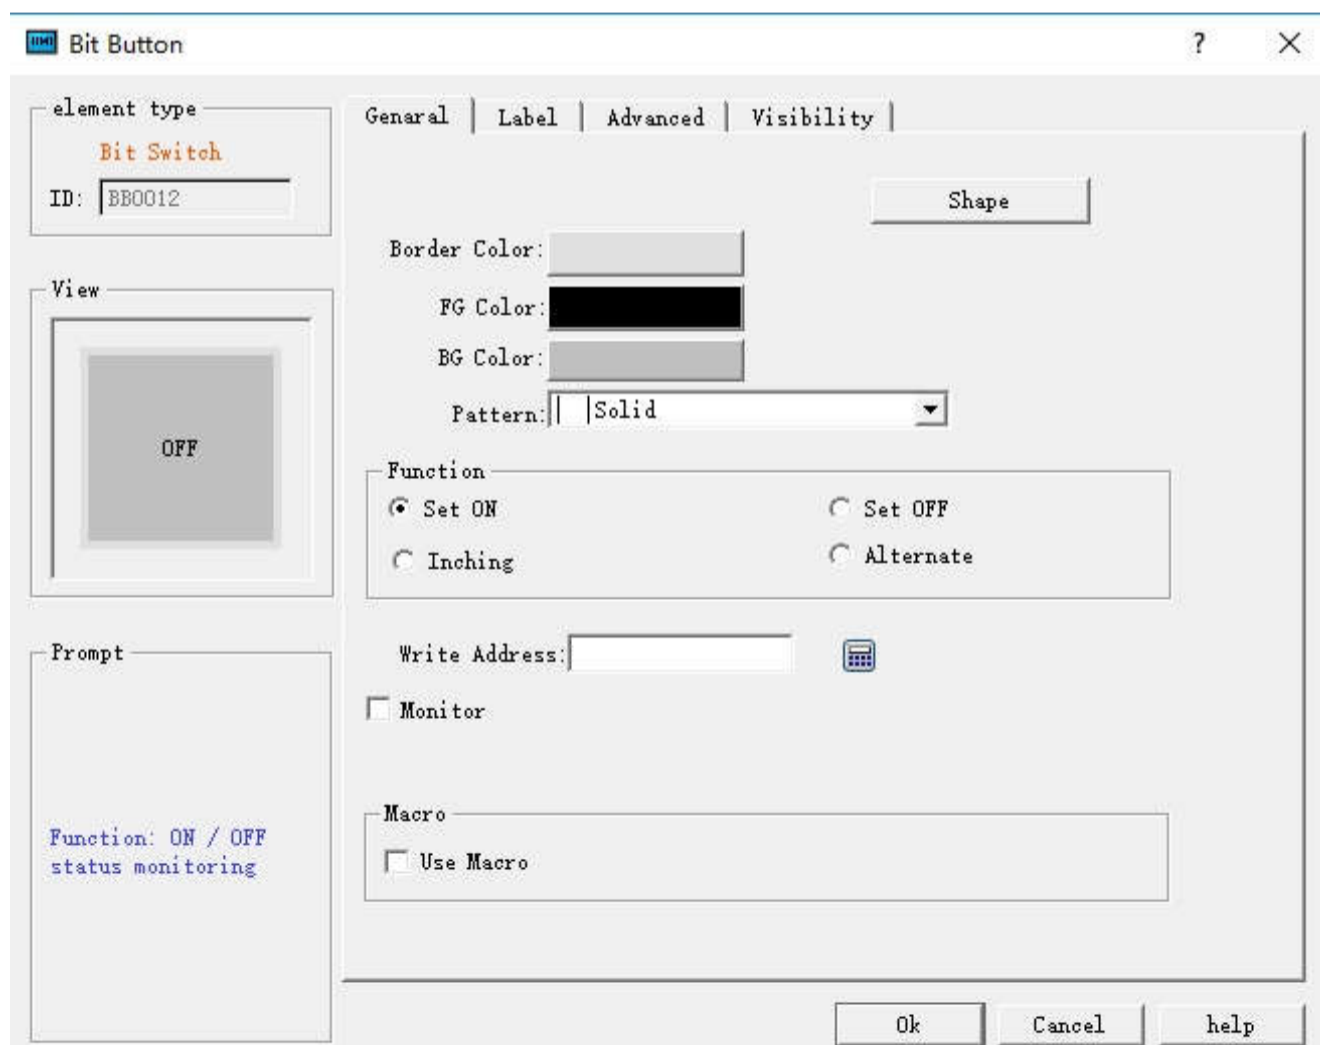 Bit Button
?
element type
Bit Switch
ID: BB0012
View
OFF
Prompt
Function: ON / OFF
status monitoring
Genaral Label Advanced Visibility
Shape
Border Color:
FG Color:
BG Color:
Pattern: Solid
Function
Set ON Set OFF
Inching Alternate
Write Address:
Monitor
Macro
Use Macro
Ok Cancel help